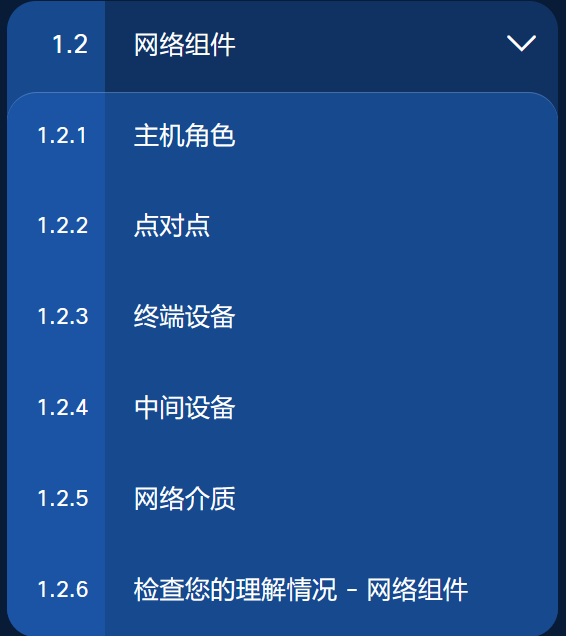 1.2 网络组件
1.2.1 主机角色
1.2.2 点对点
1.2.3 终端设备
1.2.4 中间设备
1.2.5 网络介质
1.2.6 检查您的理解情况 - 网络组件